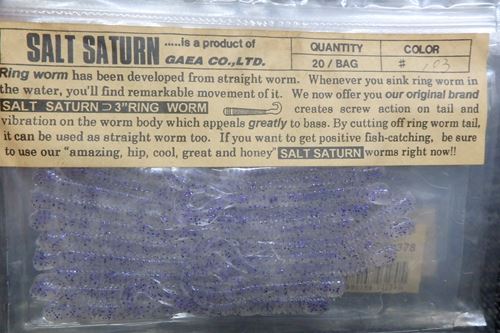 SALT SATURN .....is a product of GAEA CO.,LTD.
QUANTITY COLOR
20/BAG # 103
Ring worm has been developed from straight worm. Whenever you sink ring worm in
the water, you'll find remarkable movement of it. We now offer you our original brand
SALT SATURN 3"RING WORM creates screw action on tail and
vibration on the worm body which appeals greatly to bass. By cutting off ring worm tail,
it can be used as straight worm too. If you want to get positive fish-catching, be sure
to use our "amazing, hip, cool, great and honey" SALT SATURN worms right now!!